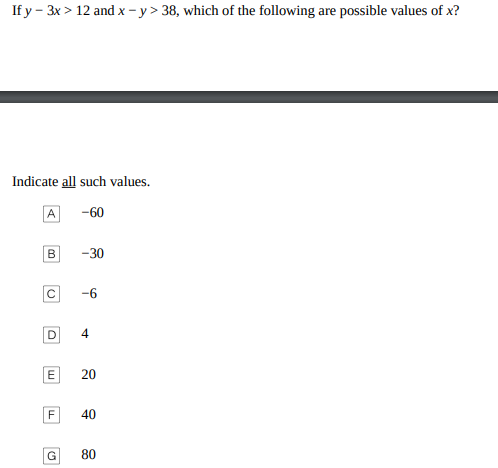 If y − 3x > 12 and x − y > 38, which of the following are possible values of x?
Indicate all such values.
A −60
B −30
C −6
D 4
E 20
F 40
G 80